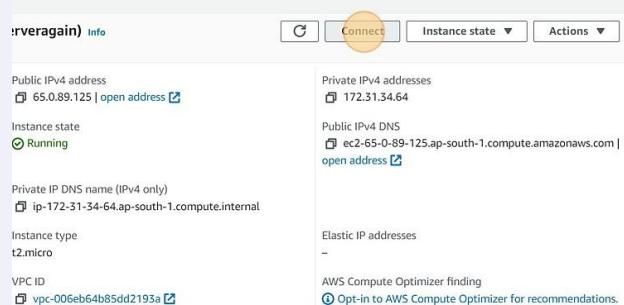 erveragain) Info
Connect
Instance state
Actions
Public IPv4 address
65.0.89.125 | open address
Private IPv4 addresses
172.31.34.64
Instance state
Running
Public IPv4 DNS
ec2-65-0-89-125.ap-south-1.compute.amazonaws.com |
open address
Private IP DNS name (IPv4 only)
ip-172-31-34-64.ap-south-1.compute.internal
Instance type
t2.micro
Elastic IP addresses
–
VPC ID
vpc-006eb64b85dd2193a
AWS Compute Optimizer finding
Opt-in to AWS Compute Optimizer for recommendations.